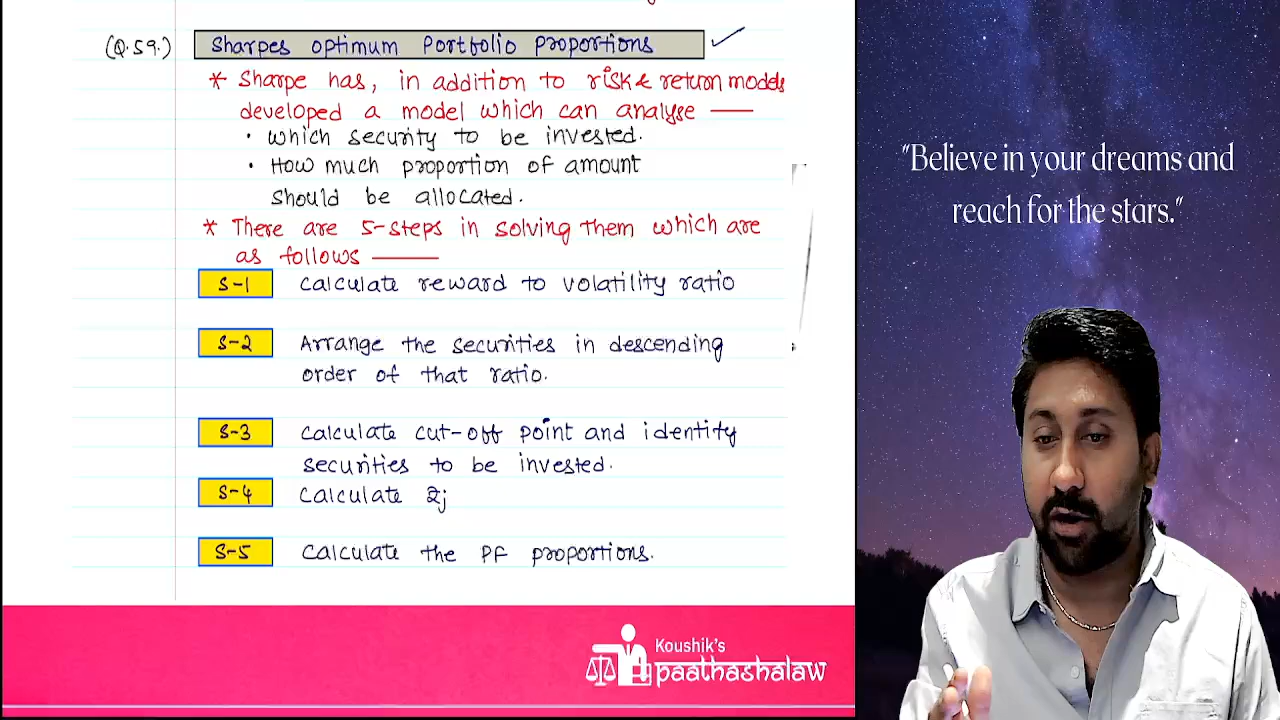 (Q.59.) Sharpes optimum Portfolio proportions
* Sharpe has, in addition to risk & return models
developed a model which can analyse ——
• which security to be invested.
• How much proportion of amount
should be allocated.
* There are 5-steps in solving them which are
as follows ——
S-1 Calculate reward to volatility ratio
S-2 Arrange the securities in descending
order of that ratio.
S-3 Calculate cut-off point and identity
securities to be invested.
S-4 Calculate Zj
S-5 Calculate the PF proportions.
Koushik's
paathashalaw
"Believe in your dreams and
reach for the stars."